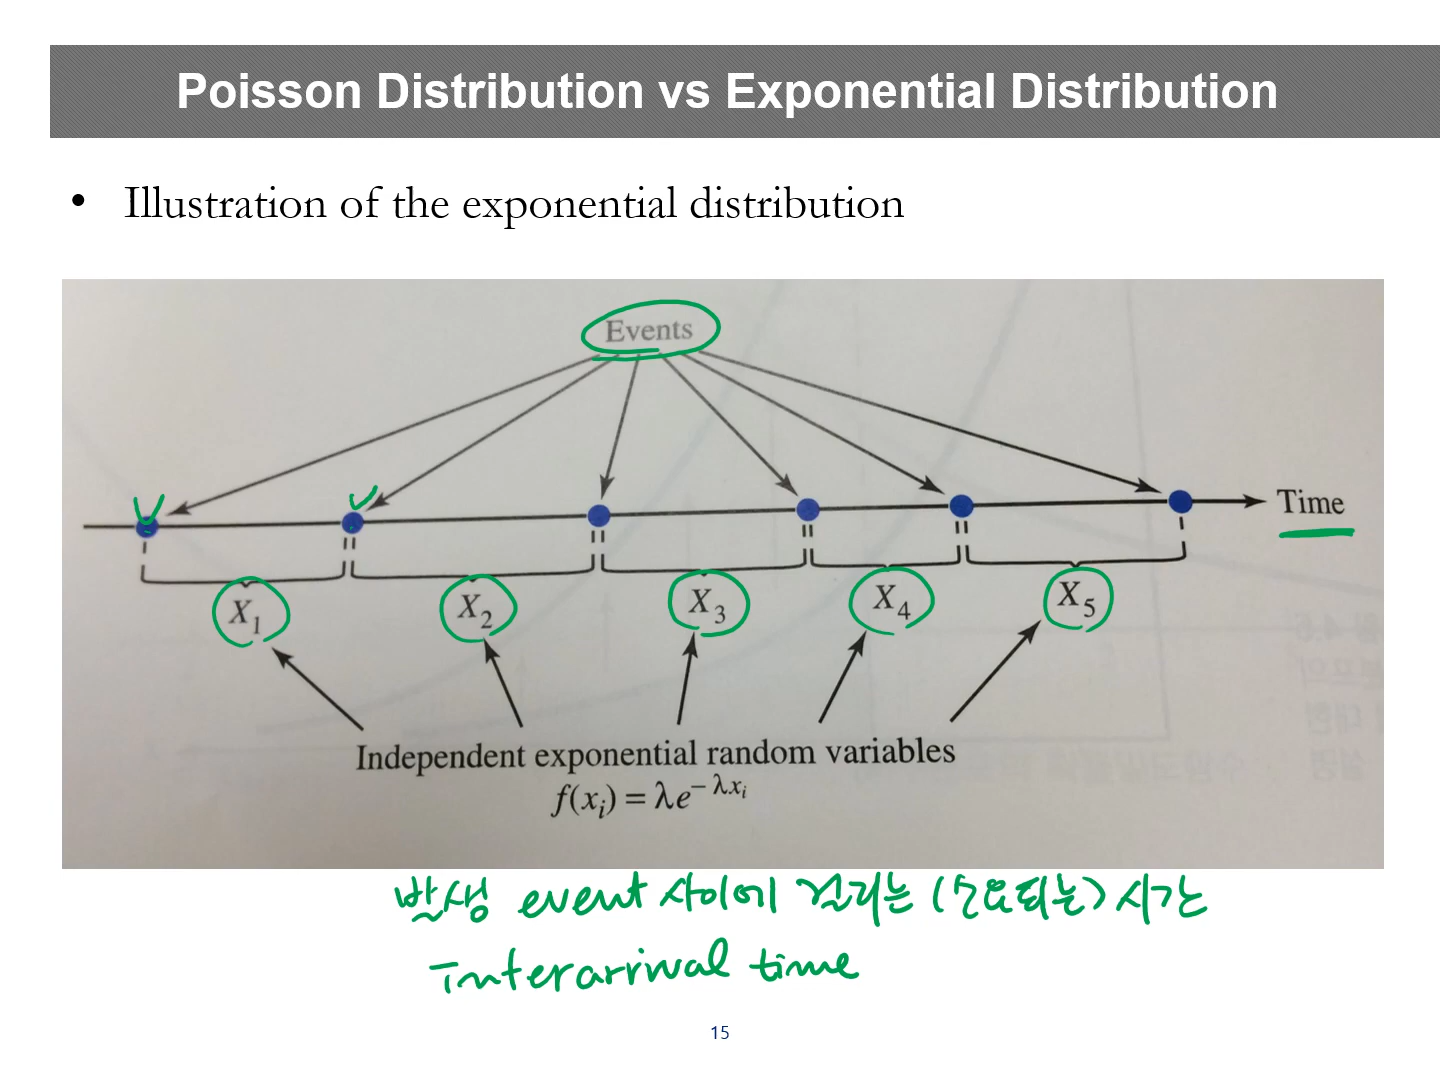 Poisson Distribution vs Exponential Distribution
• Illustration of the exponential distribution
Events
Time
X₁ X₂ X₃ X₄ X₅
Independent exponential random variables
f(xᵢ) = λe^{-λxᵢ}
발생 event 사이에 걸리는 (소요되는) 시간
Interarrival time
15